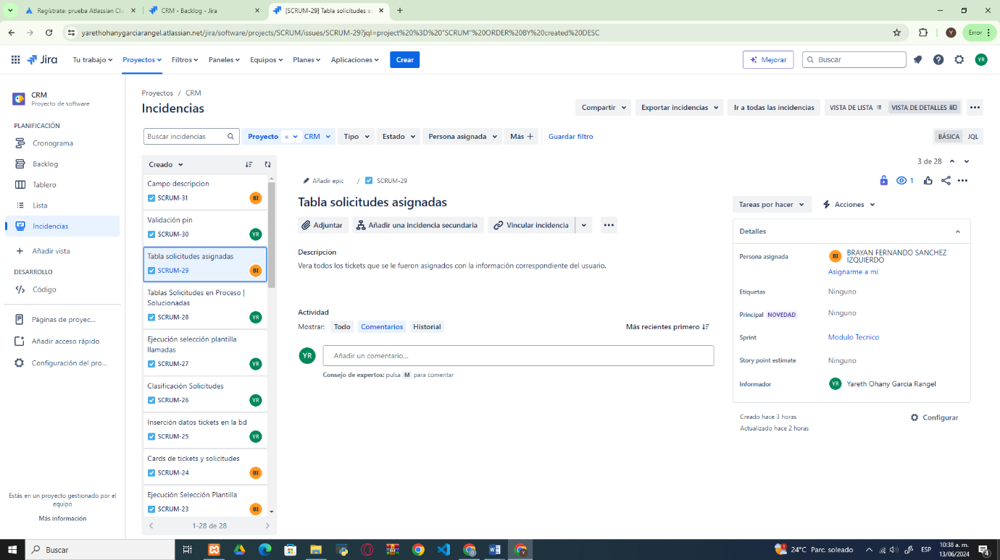 Regístrate: prueba Atlassian Clo
CRM - Backlog - Jira
[SCRUM-29] Tabla solicitudes as
yarethohanygarciarangel.atlassian.net/jira/software/projects/SCRUM/issues/SCRUM-29?jql=project%20%3D%20"SCRUM"%20ORDER%20BY%20created%20DESC
Y
Error
Jira
Tu trabajo
Proyectos
Filtros
Paneles
Equipos
Planes
Aplicaciones
Crear
Mejorar
Buscar
YR
CRM
Proyecto de software
PLANIFICACIÓN
Cronograma
Backlog
Tablero
Lista
Incidencias
Añadir vista
DESARROLLO
Código
Páginas de proyec...
Añadir acceso rápido
Configuración del pro...
Estás en un proyecto gestionado por el
equipo
Más información
Proyectos / CRM
Incidencias
Compartir
Exportar incidencias
Ir a todas las incidencias
VISTA DE LISTA
VISTA DE DETALLES
Buscar incidencias
Proyecto = CRM
Tipo
Estado
Persona asignada
Más
Guardar filtro
BÁSICA
JQL
Creado
Campo descripcion
SCRUM-31
BI
Validación pin
SCRUM-30
YR
Tabla solicitudes asignadas
SCRUM-29
BI
Tablas Solicitudes en Proceso |
Solucionadas
SCRUM-28
YR
Ejecución selección plantilla
llamadas
SCRUM-27
YR
Clasificación Solicitudes
SCRUM-26
YR
Inserción datos tickets en la bd
SCRUM-25
YR
Cards de tickets y solicitudes
SCRUM-24
BI
Ejecución Selección Plantilla
SCRUM-23
BI
1-28 de 28
3 de 28
Añadir epic / SCRUM-29
1
Tabla solicitudes asignadas
Adjuntar
Añadir una incidencia secundaria
Vincular incidencia
Descripción
Vera todos los tickets que se le fueron asignados con la información correspondiente del usuario.
Actividad
Mostrar: Todo Comentarios Historial
Más recientes primero
YR
Añadir un comentario...
Consejo de expertos: pulsa M para comentar
Tareas por hacer
Acciones
Detalles
Persona asignada
BI
BRAYAN FERNANDO SANCHEZ
IZQUIERDO
Asignarme a mí
Etiquetas
Ninguno
Principal NOVEDAD
Ninguno
Sprint
Modulo Tecnico
Story point estimate
Ninguno
Informador
YR
Yareth Ohany Garcia Rangel
Creado hace 3 horas
Actualizado hace 2 horas
Configurar
Buscar
24°C Parc. soleado
ESP
10:38 a. m.
13/06/2024
4